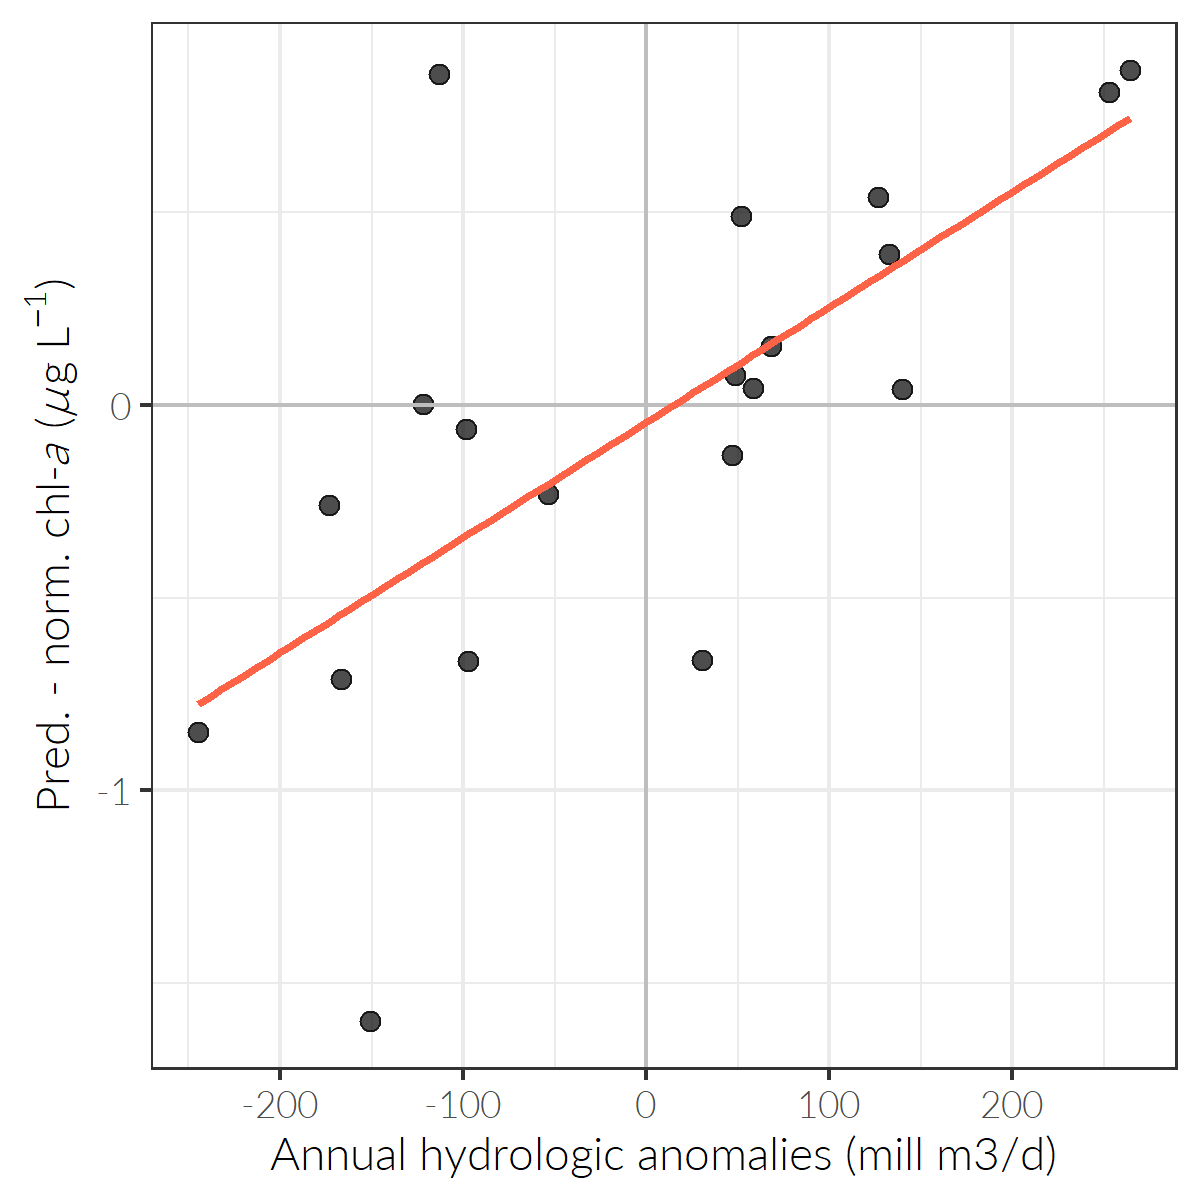 Pred. - norm. chl-a (μg L⁻¹)
0
-1
-200 -100 0 100 200
Annual hydrologic anomalies (mill m3/d)